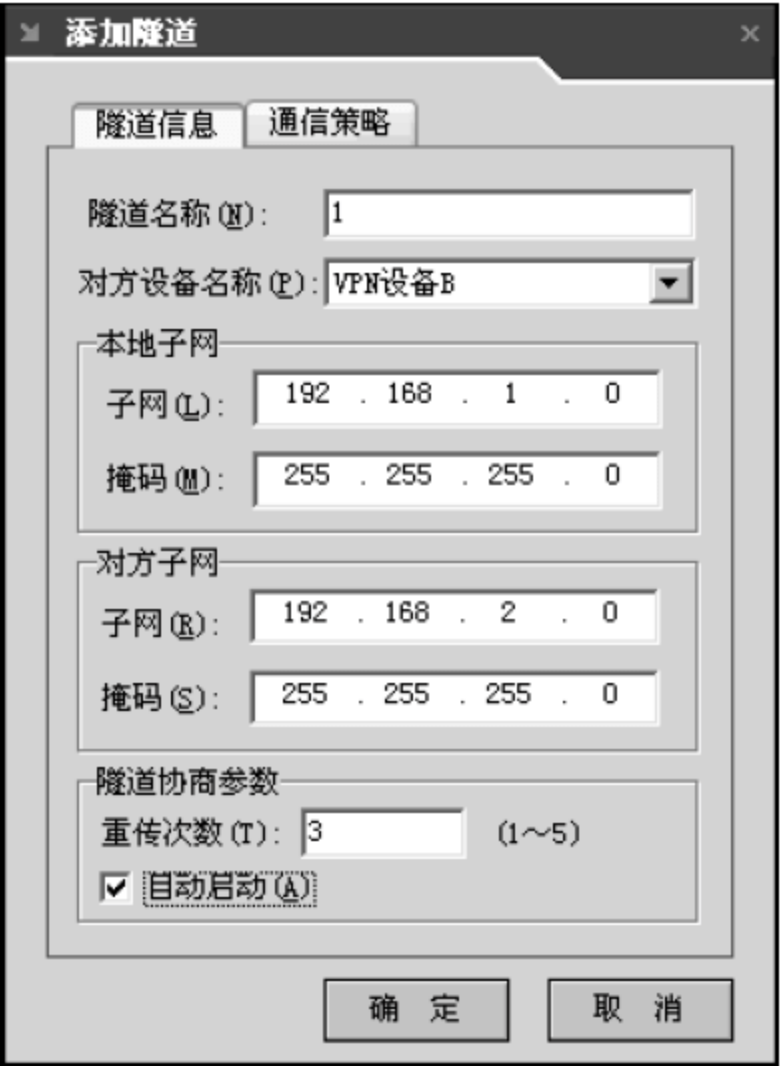 添加隧道
隧道信息 通信策略
隧道名称(N): 1
对方设备名称(P): VPN设备B
本地子网
子网(L): 192 . 168 . 1 . 0
掩码(M): 255 . 255 . 255 . 0
对方子网
子网(R): 192 . 168 . 2 . 0
掩码(S): 255 . 255 . 255 . 0
隧道协商参数
重传次数(T): 3 (1～5)
自动启动(A)
确 定 取 消